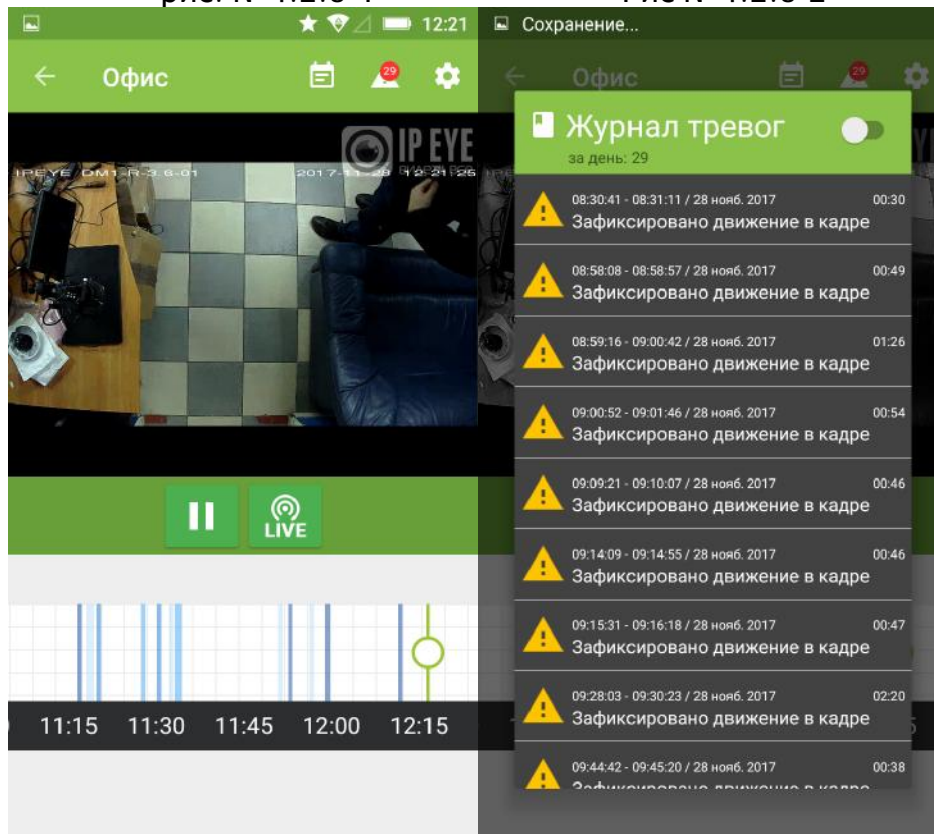 12:21
Офис
29
IP EYE
IPEYE DM1-R-3.6-01
2017-11-28 12:21:25
LIVE
11:15 11:30 11:45 12:00 12:15
Сохранение...
Офис
29
Журнал тревог
за день: 29
08:30:41 - 08:31:11 / 28 нояб. 2017 00:30
Зафиксировано движение в кадре
08:58:08 - 08:58:57 / 28 нояб. 2017 00:49
Зафиксировано движение в кадре
08:59:16 - 09:00:42 / 28 нояб. 2017 01:26
Зафиксировано движение в кадре
09:00:52 - 09:01:46 / 28 нояб. 2017 00:54
Зафиксировано движение в кадре
09:09:21 - 09:10:07 / 28 нояб. 2017 00:46
Зафиксировано движение в кадре
09:14:09 - 09:14:55 / 28 нояб. 2017 00:46
Зафиксировано движение в кадре
09:15:31 - 09:16:18 / 28 нояб. 2017 00:47
Зафиксировано движение в кадре
09:28:03 - 09:30:23 / 28 нояб. 2017 02:20
Зафиксировано движение в кадре
09:44:42 - 09:45:20 / 28 нояб. 2017 00:38
Зафиксировано движение в кадре